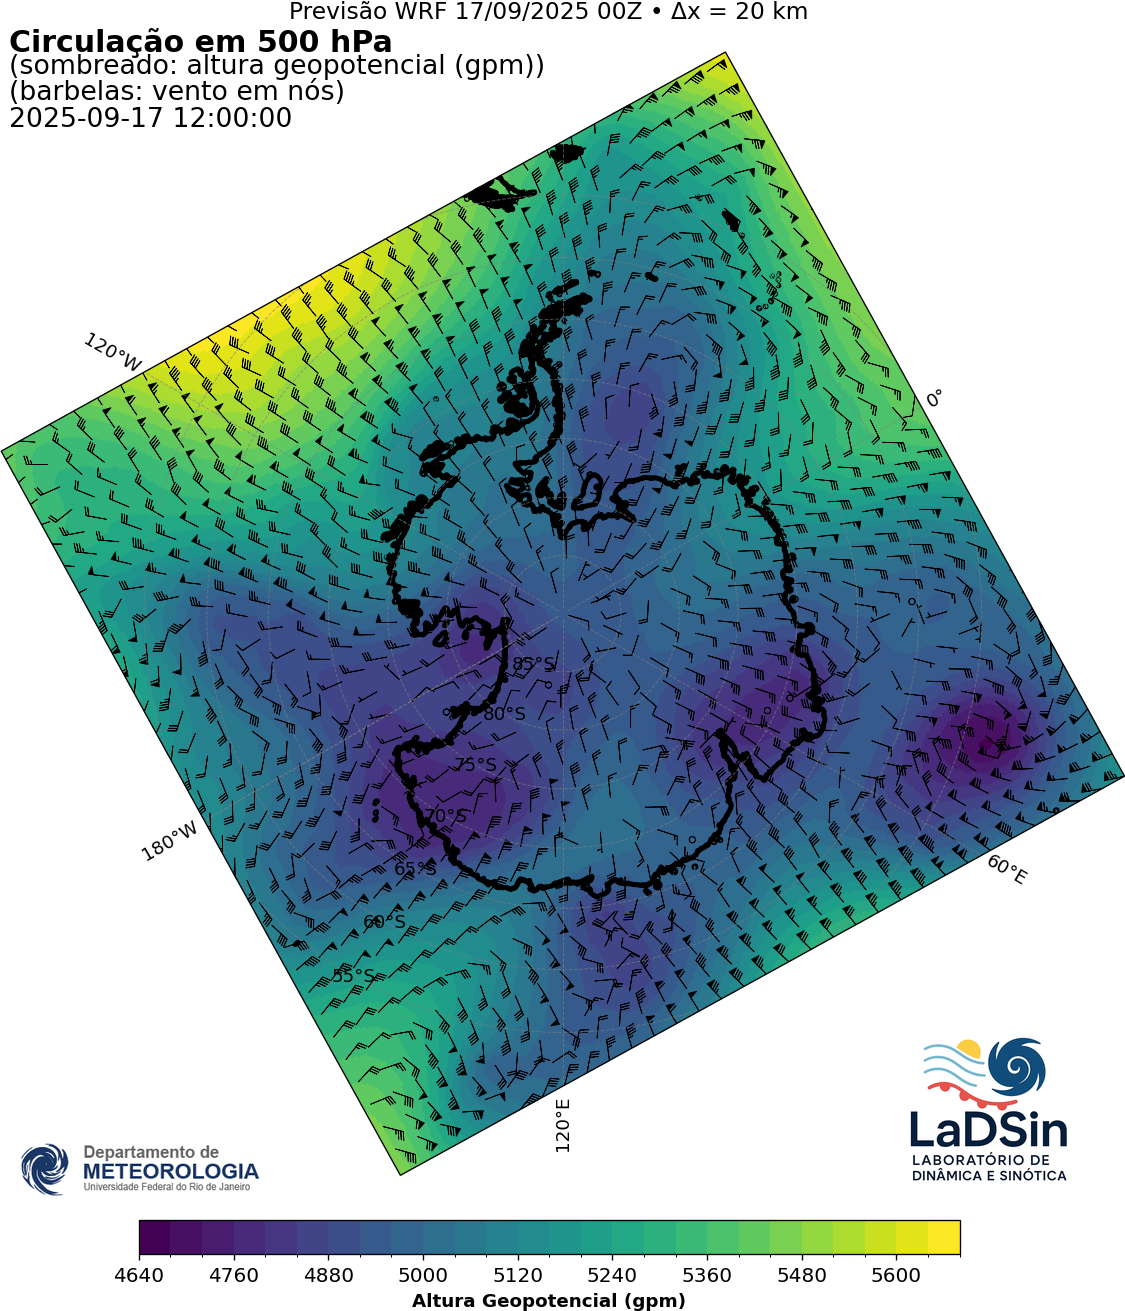 Previsão WRF 17/09/2025 00Z • Δx = 20 km
Circulação em 500 hPa
(sombreado: altura geopotencial (gpm))
(barbelas: vento em nós)
2025-09-17 12:00:00
120°W
0°
85°S
80°S
75°S
70°S
65°S
60°S
55°S
180°W
60°E
120°E
LaDSin
LABORATÓRIO DE
DINÂMICA E SINÓTICA
Departamento de
METEOROLOGIA
Universidade Federal do Rio de Janeiro
4640 4760 4880 5000 5120 5240 5360 5480 5600
Altura Geopotencial (gpm)